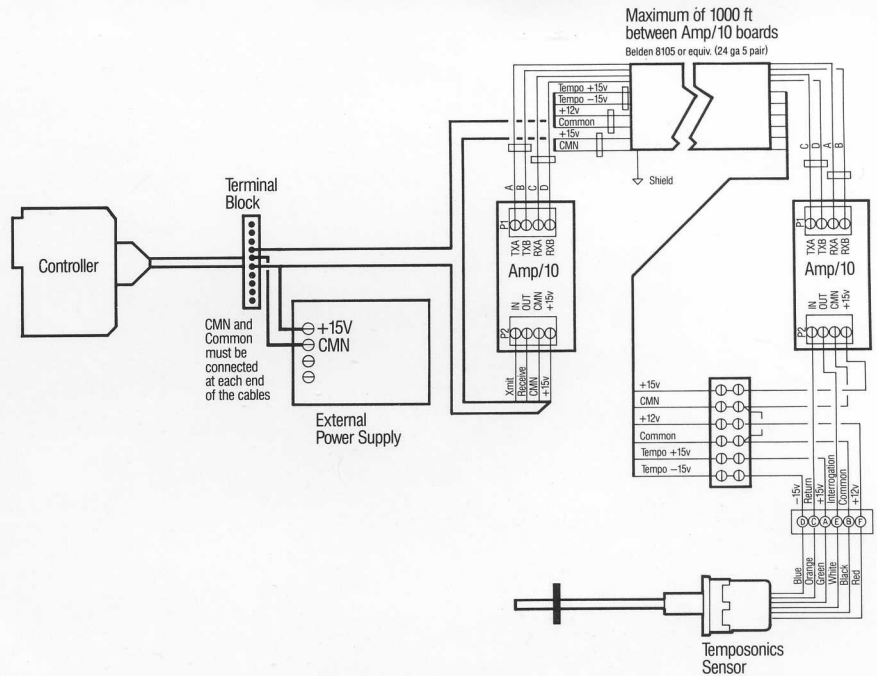 Maximum of 1000 ft
between Amp/10 boards
Belden 8105 or equiv. (24 ga 5 pair)
Tempo +15v
Tempo −15v
+12v
Common
+15v
CMN
A
B
C
D
C
D
A
B
Shield
Terminal
Block
Controller
CMN and
Common
must be
connected
at each end
of the cables
+15V
CMN
External
Power Supply
P1
TXA
TXB
RXA
RXB
Amp/10
IN
OUT
CMN
+15v
P2
Xmit
Receive
CMN
+15v
P1
TXA
TXB
RXA
RXB
Amp/10
IN
OUT
CMN
+15v
P2
+15v
CMN
+12v
Common
Tempo +15v
Tempo −15v
−15v
Return
+15v
Interrogation
Common
+12v
D
C
A
E
B
F
Blue
Orange
Green
White
Black
Red
Temposonics
Sensor